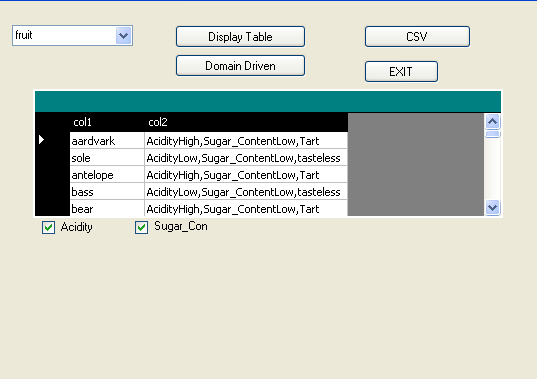 fruit Display Table CSV
Domain Driven EXIT
col1 col2
aardvark AcidityHigh,Sugar_ContentLow,Tart
sole AcidityLow,Sugar_ContentLow,tasteless
antelope AcidityHigh,Sugar_ContentLow,Tart
bass AcidityLow,Sugar_ContentLow,tasteless
bear AcidityHigh,Sugar_ContentLow,Tart
Acidity Sugar_Con